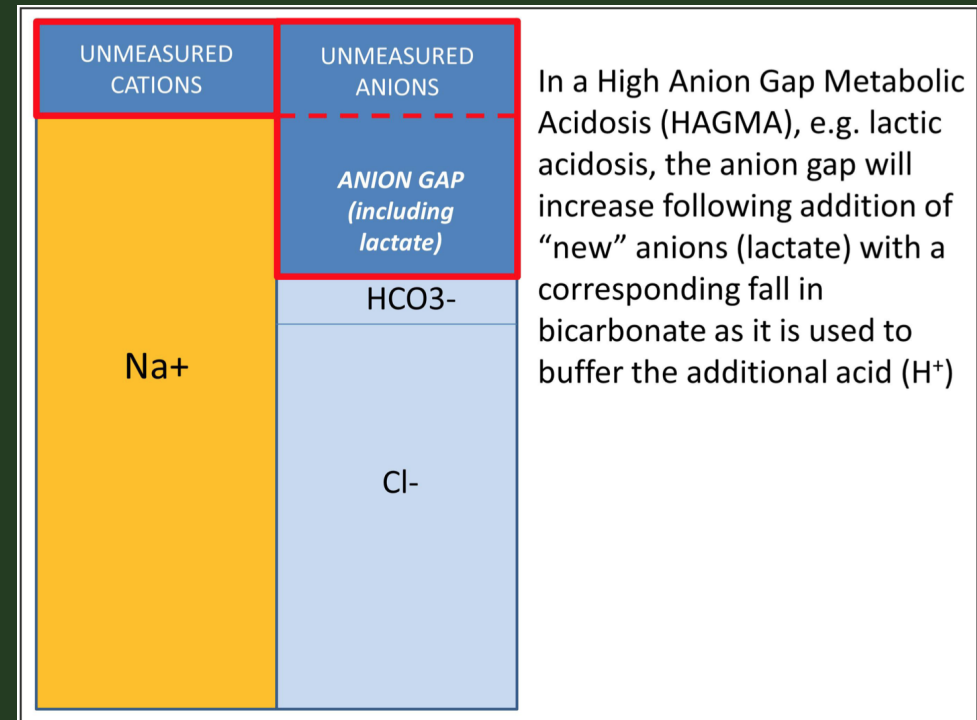 UNMEASURED
CATIONS
UNMEASURED
ANIONS
ANION GAP
(including
lactate)
HCO3-
Na+
Cl-
In a High Anion Gap Metabolic
Acidosis (HAGMA), e.g. lactic
acidosis, the anion gap will
increase following addition of
“new” anions (lactate) with a
corresponding fall in
bicarbonate as it is used to
buffer the additional acid (H⁺)